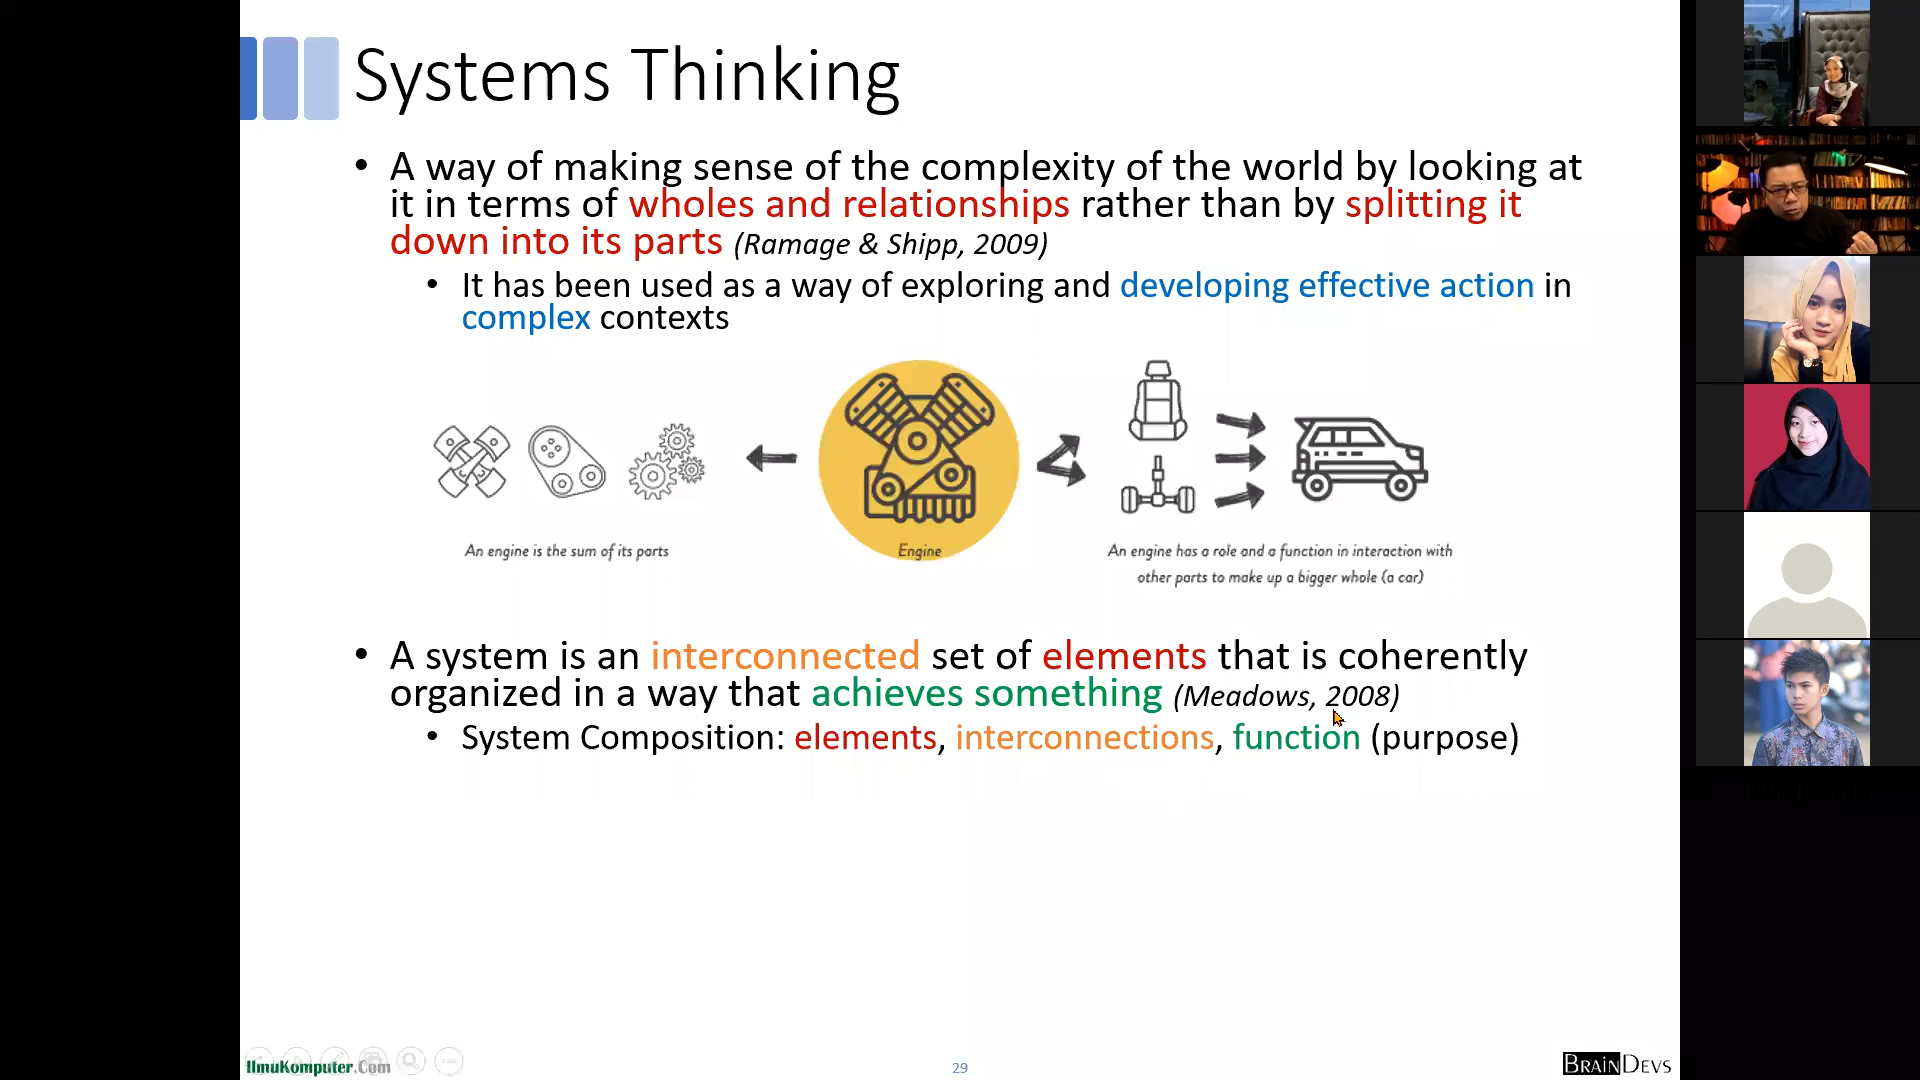 Systems Thinking
• A way of making sense of the complexity of the world by looking at
it in terms of wholes and relationships rather than by splitting it
down into its parts (Ramage & Shipp, 2009)
• It has been used as a way of exploring and developing effective action in
complex contexts
An engine is the sum of its parts
Engine
An engine has a role and a function in interaction with
other parts to make up a bigger whole (a car)
• A system is an interconnected set of elements that is coherently
organized in a way that achieves something (Meadows, 2008)
• System Composition: elements, interconnections, function (purpose)
IlmuKomputer.Com
29
BRAINDEVS